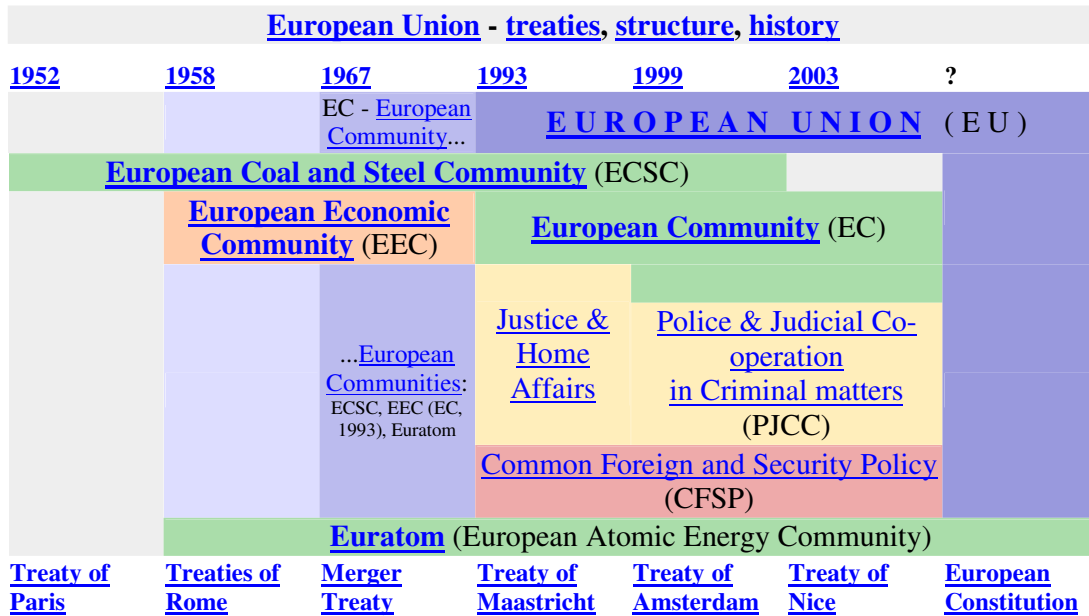 European Union - treaties, structure, history
1952 1958 1967 1993 1999 2003 ?
EC - European
Community...
E U R O P E A N U N I O N ( E U )
European Coal and Steel Community (ECSC)
European Economic
Community (EEC)
European Community (EC)
...European
Communities:
ECSC, EEC (EC,
1993), Euratom
Justice &
Home
Affairs
Police & Judicial Co-
operation
in Criminal matters
(PJCC)
Common Foreign and Security Policy
(CFSP)
Euratom (European Atomic Energy Community)
Treaty of
Paris
Treaties of
Rome
Merger
Treaty
Treaty of
Maastricht
Treaty of
Amsterdam
Treaty of
Nice
European
Constitution